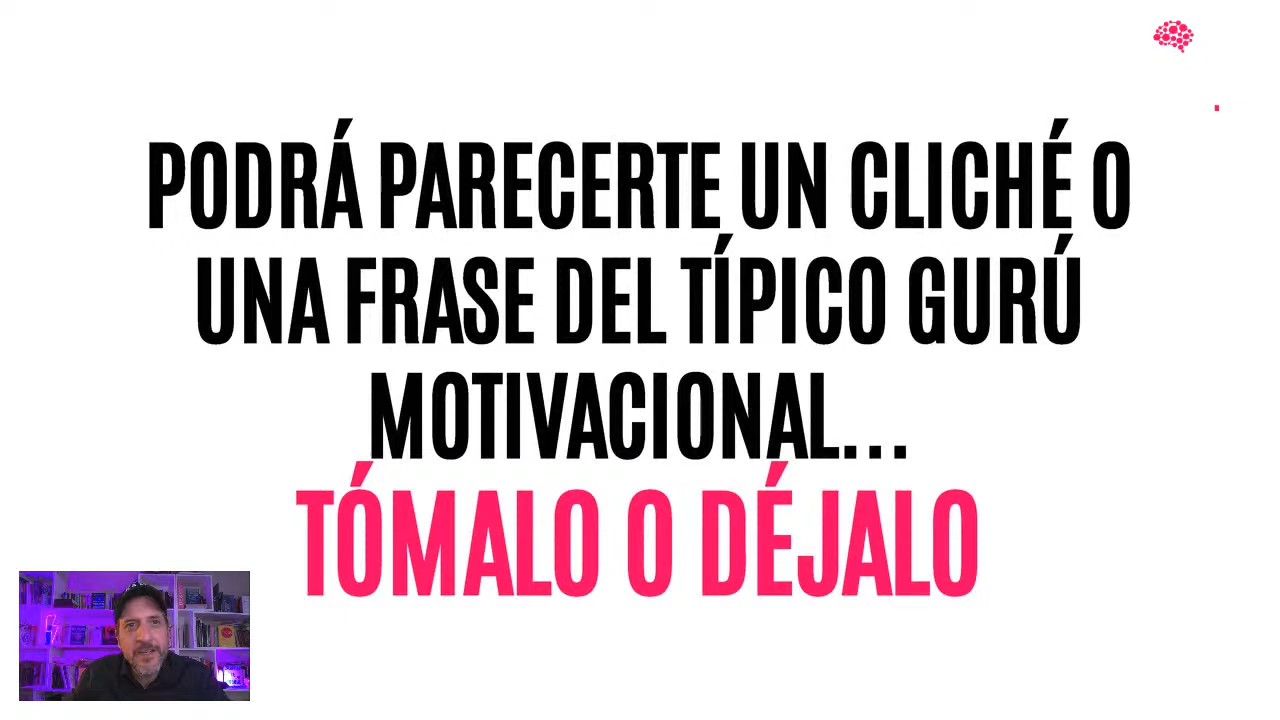 PODRÁ PARECERTE UN CLICHÉ O
UNA FRASE DEL TÍPICO GURÚ
MOTIVACIONAL...
TÓMALO O DÉJALO